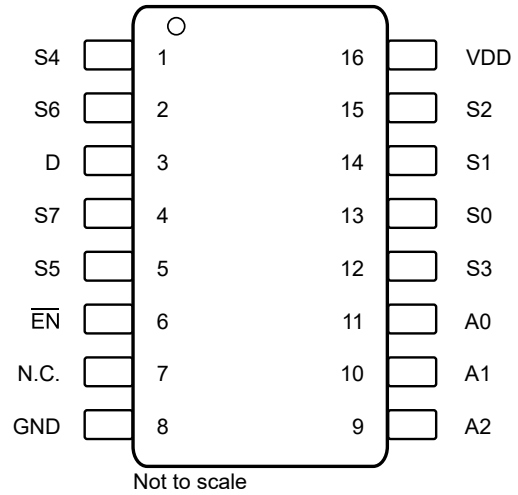 S4 1 16 VDD
S6 2 15 S2
D 3 14 S1
S7 4 13 S0
S5 5 12 S3
E̅N̅ 6 11 A0
N.C. 7 10 A1
GND 8 9 A2
Not to scale